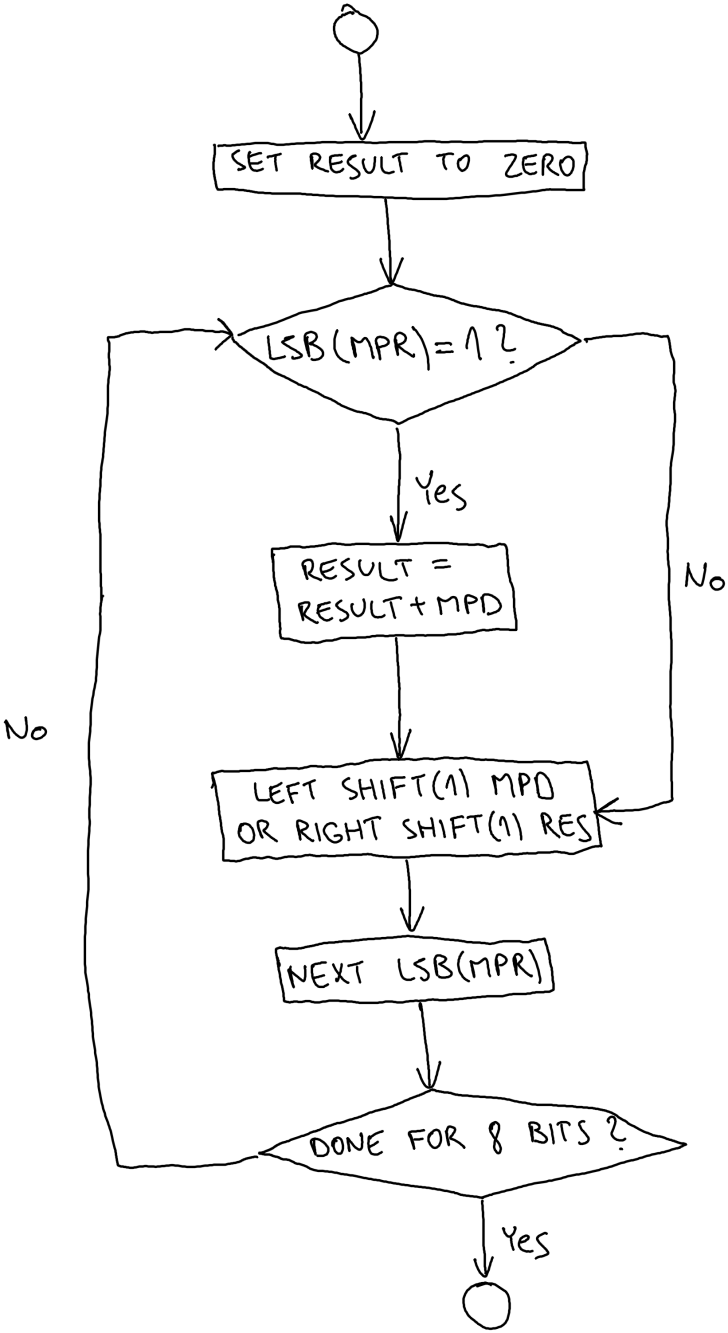 SET RESULT TO ZERO
LSB(MPR)=1?
Yes
RESULT =
RESULT+MPD
No
No
LEFT SHIFT(1) MPD
OR RIGHT SHIFT(1) RES
NEXT LSB(MPR)
DONE FOR 8 BITS?
Yes